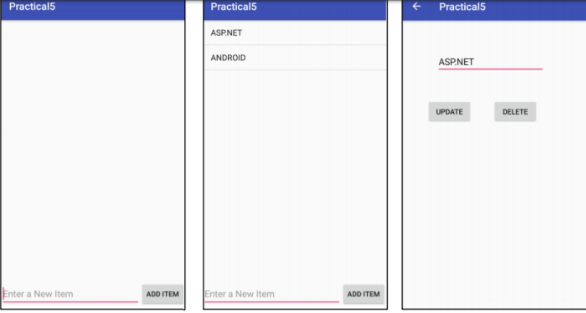 Practical5
Enter a New Item ADD ITEM
Practical5
ASP.NET
ANDROID
Enter a New Item ADD ITEM
← Practical5
ASP.NET
UPDATE DELETE